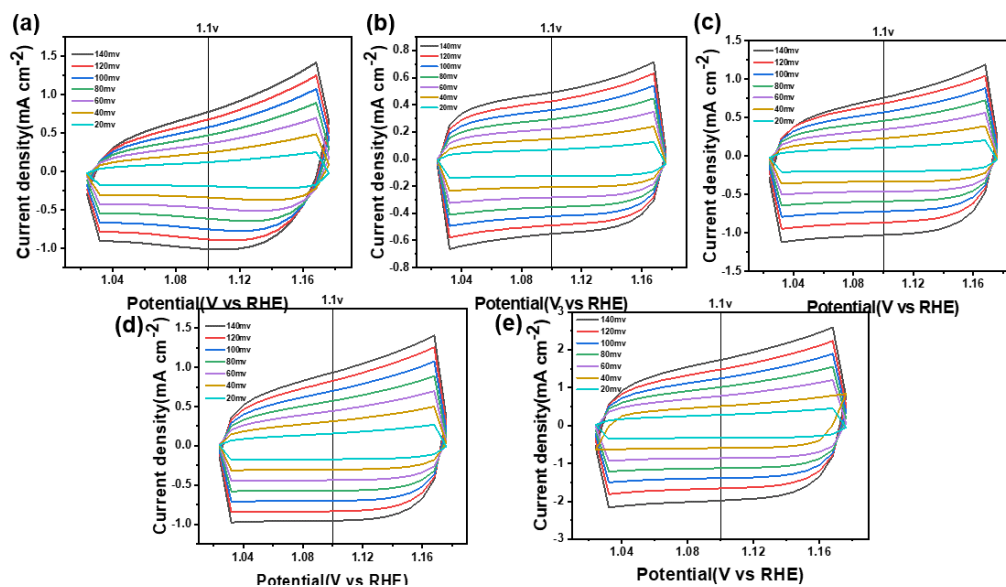 (a)
1.1v
Current density(mA cm-2)
1.5
1.0
0.5
0.0
-0.5
-1.0
140mv
120mv
100mv
80mv
60mv
40mv
20mv
1.04
1.08
1.12
1.16
Potential(V vs RHE)
(b)
1.1v
Current density(mA cm-2)
0.8
0.6
0.4
0.2
0.0
-0.2
-0.4
-0.6
-0.8
140mv
120mv
100mv
80mv
60mv
40mv
20mv
1.04
1.08
1.12
1.16
Potential(V vs RHE)
(c)
1.1v
Current density(mA cm-2)
1.5
1.0
0.5
0.0
-0.5
-1.0
-1.5
140mv
120mv
100mv
80mv
60mv
40mv
20mv
1.04
1.08
1.12
1.16
Potential(V vs RHE)
(d)
1.1v
Current density(mA cm-2)
1.5
1.0
0.5
0.0
-0.5
-1.0
140mv
120mv
100mv
80mv
60mv
40mv
20mv
1.04
1.08
1.12
1.16
Potential(V vs RHE)
(e)
1.1v
Current density(mA cm-2)
3
2
1
0
-1
-2
-3
140mv
120mv
100mv
80mv
60mv
40mv
20mv
1.04
1.08
1.12
1.16
Potential(V vs RHE)